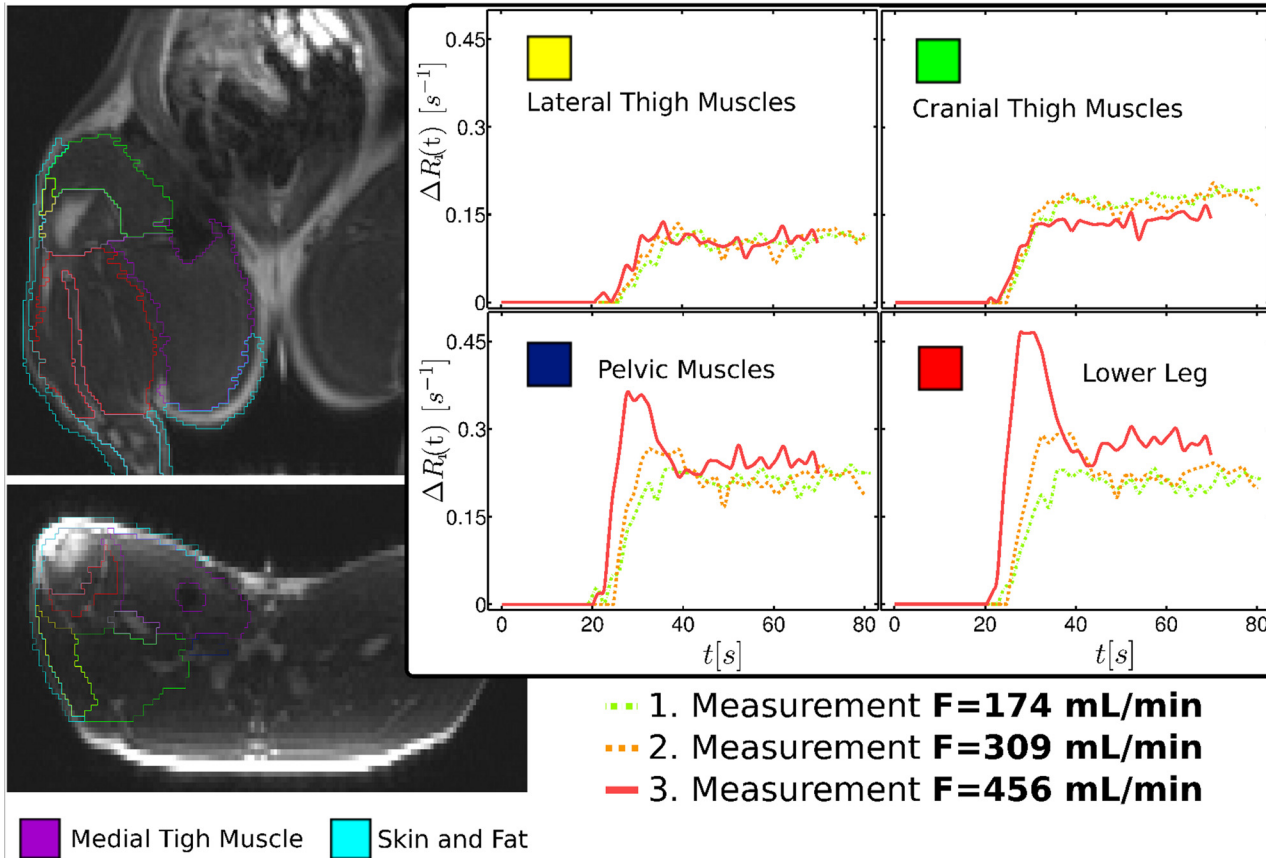 0.45
0.3
0.15
0
ΔR₁(t) [s⁻¹]
Lateral Thigh Muscles
Cranial Thigh Muscles
0.45
0.3
0.15
0
ΔR₁(t) [s⁻¹]
Pelvic Muscles
Lower Leg
0 20 40 60 80
0 20 40 60 80
t[s]
t[s]
1. Measurement F=174 mL/min
2. Measurement F=309 mL/min
3. Measurement F=456 mL/min
Medial Tigh Muscle
Skin and Fat